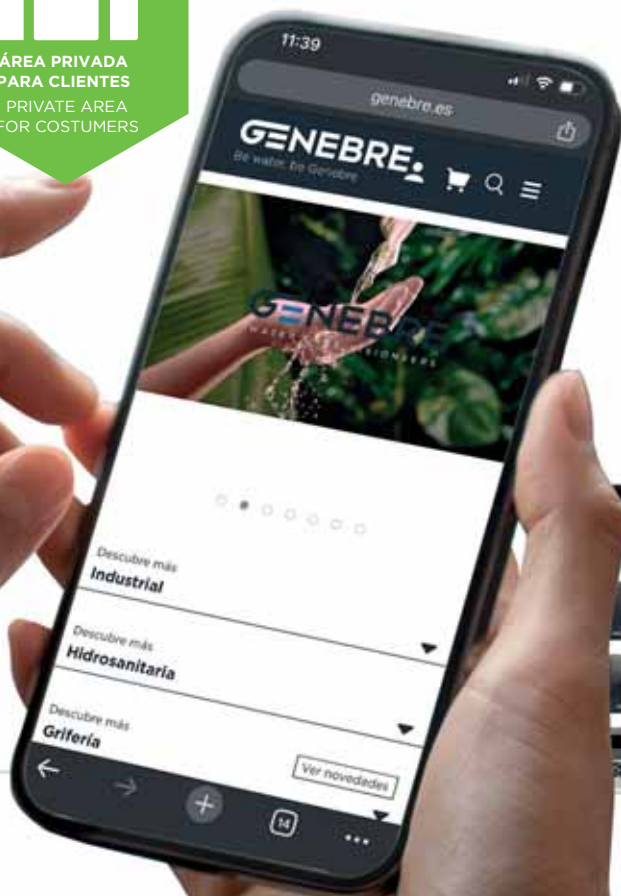 ÁREA PRIVADA
PARA CLIENTES
PRIVATE AREA
FOR COSTUMERS
11:39
genebre.es
GENEBRE
Be water, be Genebre
GENEBRE
Descubre más
Industrial
Descubre más
Hidrosanitaria
Descubre más
Grifería
Ver novedades
14